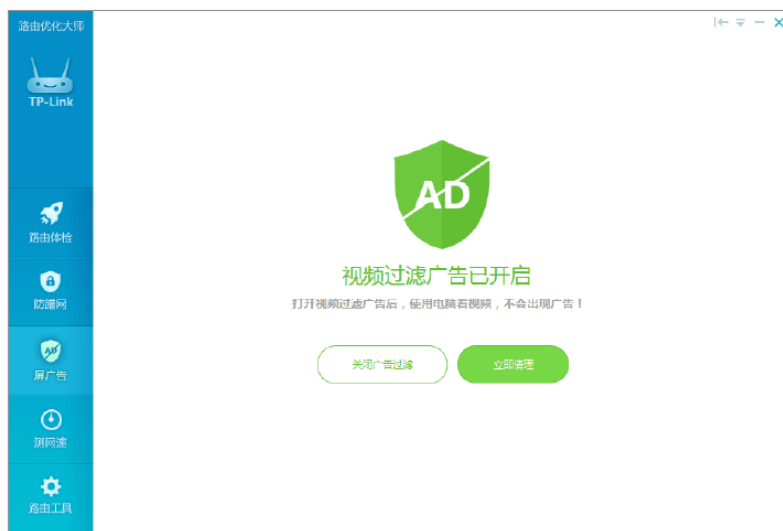 路由优化大师
TP-Link
路由体检
防蹭网
AD
屏广告
测网速
路由工具
AD
视频过滤广告已开启
打开视频过滤广告后，使用电脑看视频，不会出现广告！
关闭广告过滤
立即清理